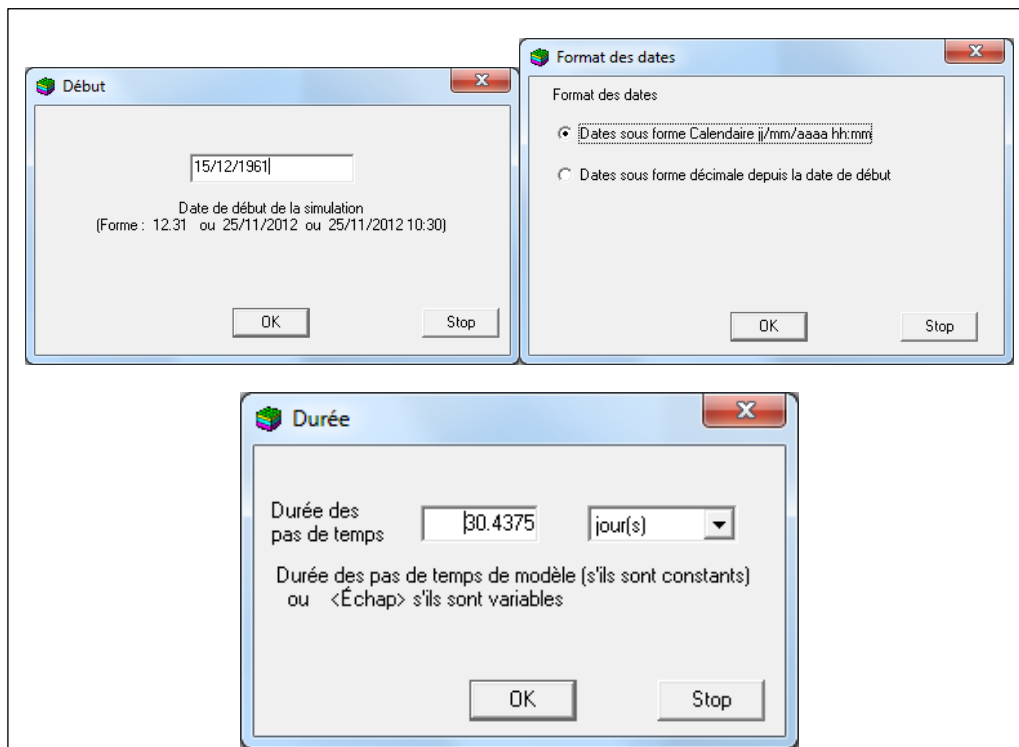 Début
15/12/1961
Date de début de la simulation
(Forme : 12.31 ou 25/11/2012 ou 25/11/2012 10:30)
OK
Stop
Format des dates
Format des dates
Dates sous forme Calendaire jj/mm/aaaa hh:mm
Dates sous forme décimale depuis la date de début
OK
Stop
Durée
Durée des
pas de temps
30.4375
jour(s)
Durée des pas de temps de modèle (s'ils sont constants)
ou <Échap> s'ils sont variables
OK
Stop